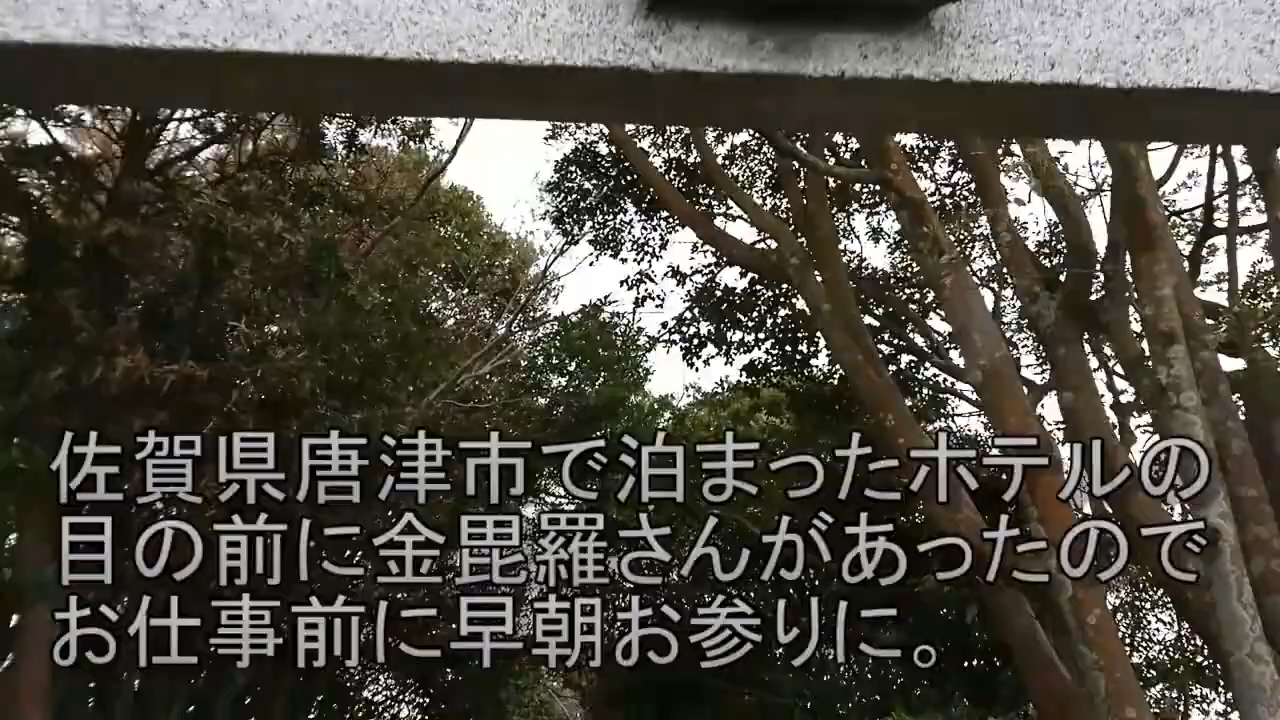 佐賀県唐津市で泊まったホテルの
目の前に金毘羅さんがあったので
お仕事前に早朝お参りに。